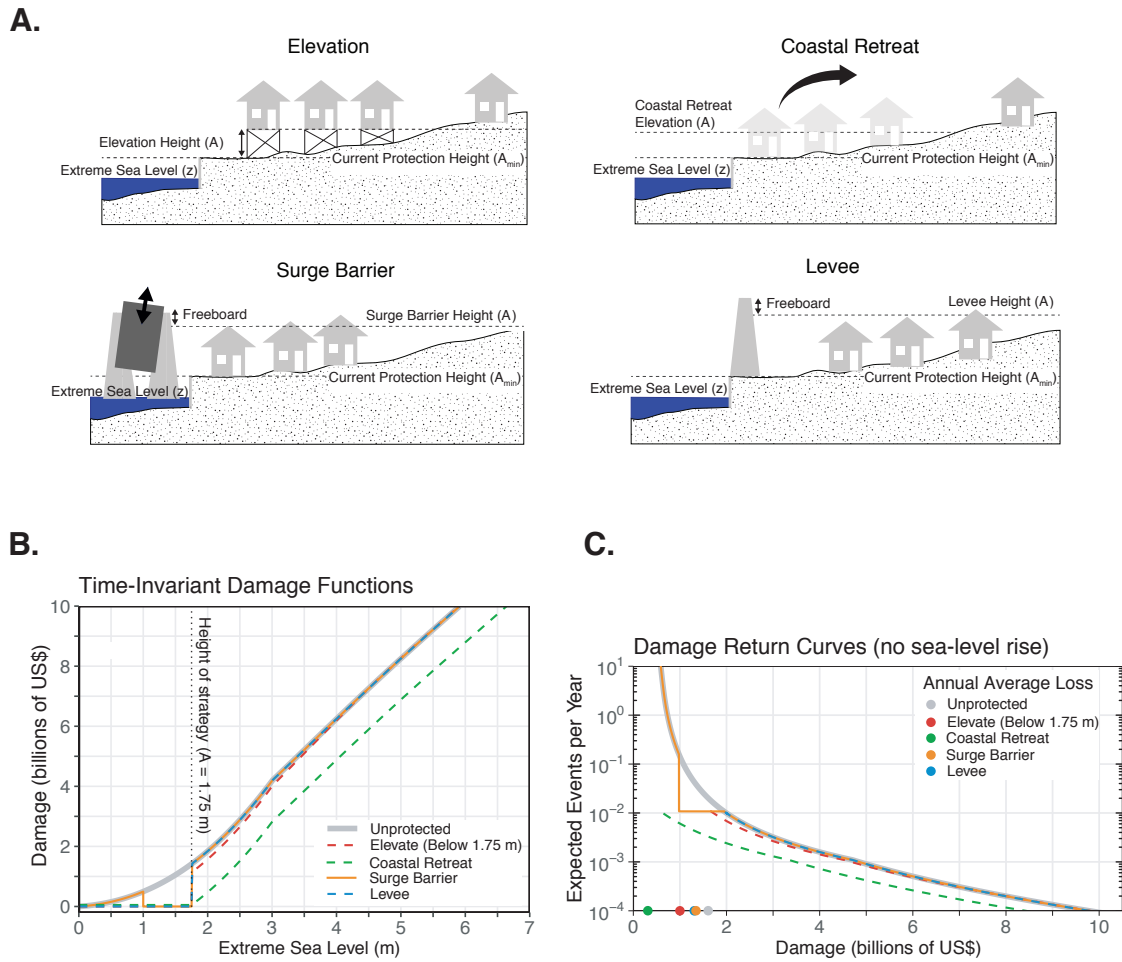 A.
Elevation
Elevation Height (A)
Extreme Sea Level (z)
Current Protection Height (Amin)
Coastal Retreat
Coastal Retreat
Elevation (A)
Extreme Sea Level (z)
Current Protection Height (Amin)
Surge Barrier
Freeboard
Surge Barrier Height (A)
Extreme Sea Level (z)
Current Protection Height (Amin)
Levee
Freeboard
Levee Height (A)
Extreme Sea Level (z)
Current Protection Height (Amin)
B.
Time-Invariant Damage Functions
Damage (billions of US$)
10
8
6
4
2
0
Height of strategy (A = 1.75 m)
Unprotected
Elevate (Below 1.75 m)
Coastal Retreat
Surge Barrier
Levee
0 1 2 3 4 5 6 7
Extreme Sea Level (m)
C.
Damage Return Curves (no sea-level rise)
Expected Events per Year
10^1
10^0
10^−1
10^−2
10^−3
10^−4
Annual Average Loss
Unprotected
Elevate (Below 1.75 m)
Coastal Retreat
Surge Barrier
Levee
0 2 4 6 8 10
Damage (billions of US$)